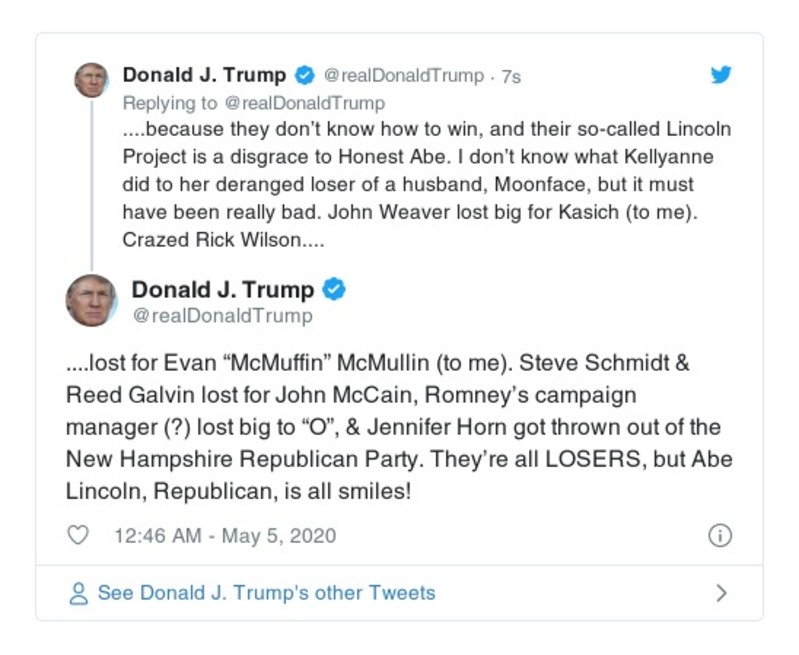 Donald J. Trump @realDonaldTrump · 7s
Replying to @realDonaldTrump
....because they don’t know how to win, and their so-called Lincoln
Project is a disgrace to Honest Abe. I don’t know what Kellyanne
did to her deranged loser of a husband, Moonface, but it must
have been really bad. John Weaver lost big for Kasich (to me).
Crazed Rick Wilson....
Donald J. Trump
@realDonaldTrump
....lost for Evan “McMuffin” McMullin (to me). Steve Schmidt &
Reed Galvin lost for John McCain, Romney’s campaign
manager (?) lost big to “O”, & Jennifer Horn got thrown out of the
New Hampshire Republican Party. They’re all LOSERS, but Abe
Lincoln, Republican, is all smiles!
12:46 AM - May 5, 2020
See Donald J. Trump's other Tweets